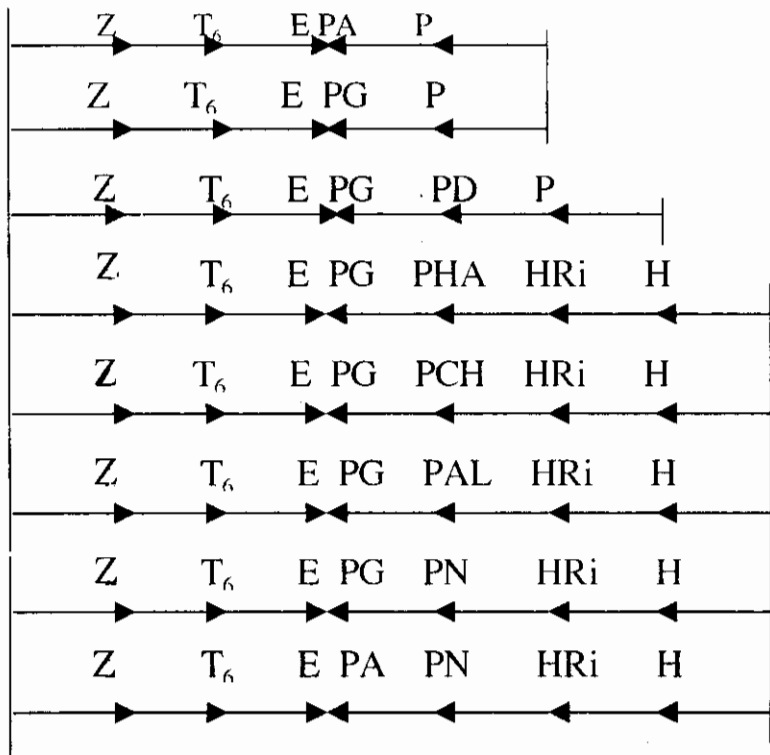 Z T₆ E PA P
Z T₆ E PG P
Z T₆ E PG PD P
Z T₆ E PG PHA HRi H
Z T₆ E PG PCH HRi H
Z T₆ E PG PAL HRi H
Z T₆ E PG PN HRi H
Z T₆ E PA PN HRi H